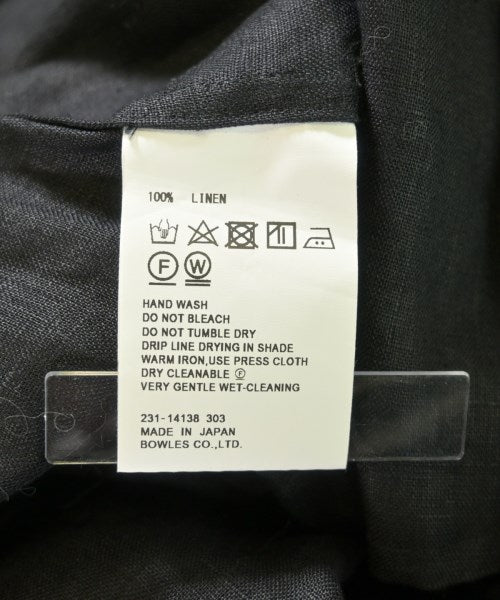 100% LINEN
F W
HAND WASH
DO NOT BLEACH
DO NOT TUMBLE DRY
DRIP LINE DRYING IN SHADE
WARM IRON,USE PRESS CLOTH
DRY CLEANABLE Ⓕ
VERY GENTLE WET-CLEANING
231-14138 303
MADE IN JAPAN
BOWLES CO.,LTD.